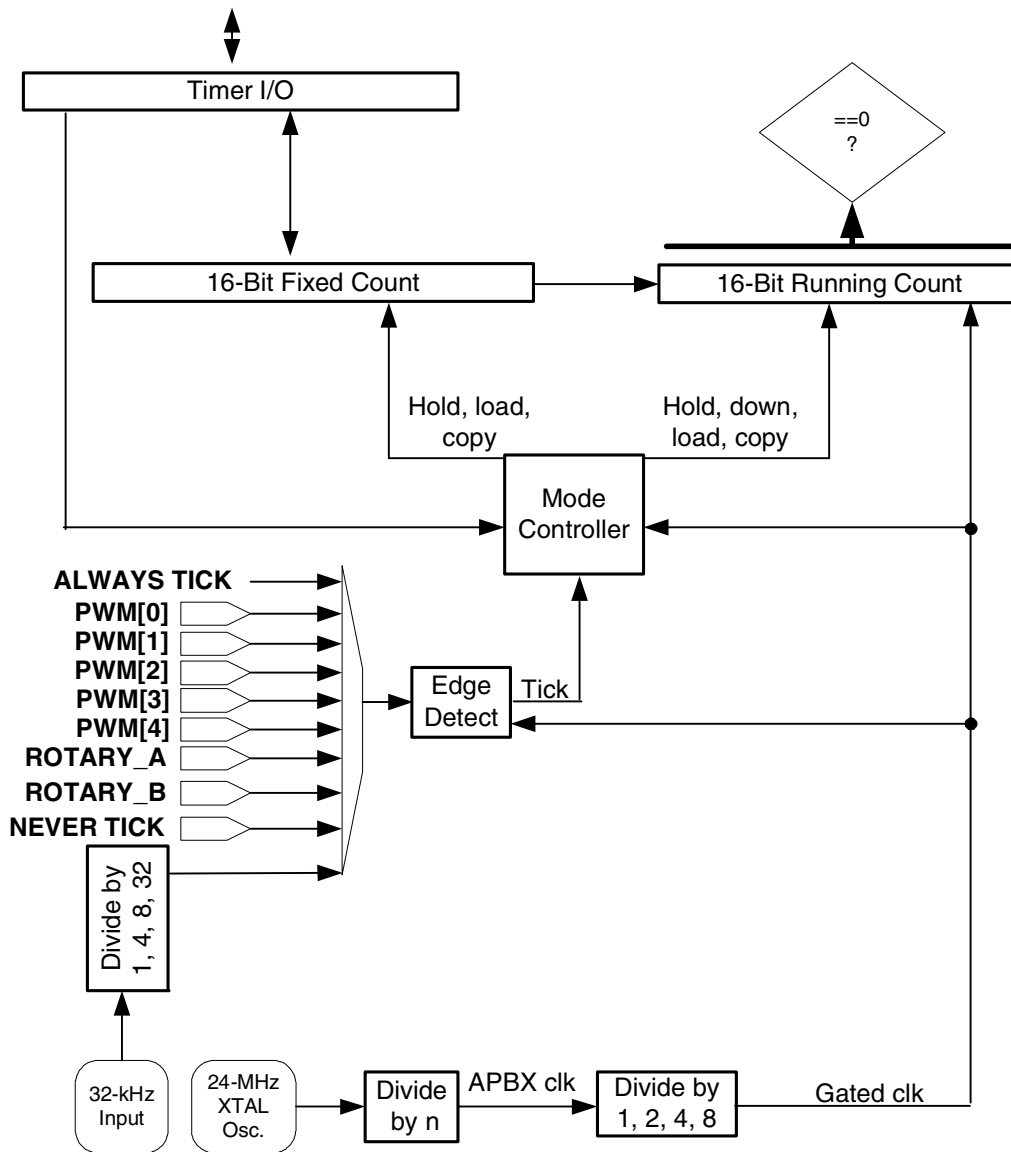 Timer I/O
==0
?
16-Bit Fixed Count
16-Bit Running Count
Hold, load,
copy
Hold, down,
load, copy
Mode
Controller
ALWAYS TICK
PWM[0]
PWM[1]
PWM[2]
PWM[3]
PWM[4]
ROTARY_A
ROTARY_B
NEVER TICK
Edge
Detect
Tick
Divide by
1, 4, 8, 32
32-kHz
Input
24-MHz
XTAL
Osc.
Divide
by n
APBX clk
Divide by
1, 2, 4, 8
Gated clk